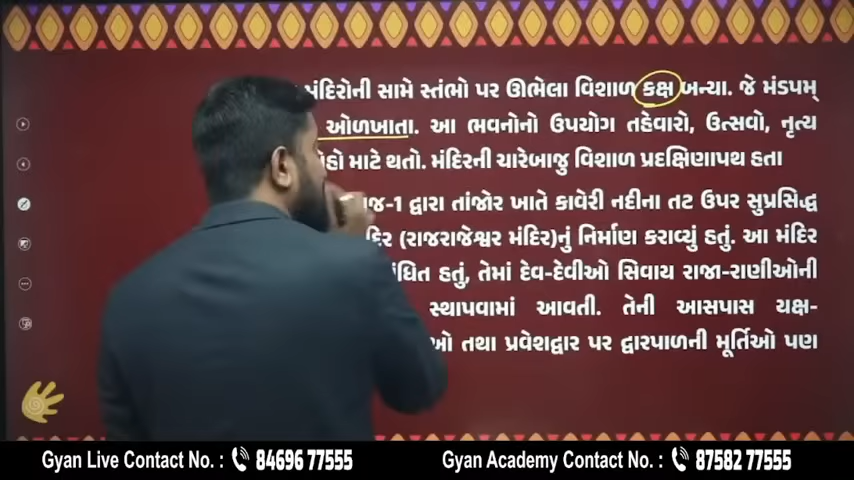 મંદિરોની સામે સ્તંભો પર ઊભેલા વિશાળ કક્ષ બન્યા. જે મંડપમ્
ઓળખાતા. આ ભવનોનો ઉપયોગ તહેવારો, ઉત્સવો, નૃત્ય
માટે થતો. મંદિરની ચારેબાજુ વિશાળ પ્રદક્ષિણાપથ હતા
દ્વારા તાંજોર ખાતે કાવેરી નદીના તટ ઉપર સુપ્રસિદ્ધ
(રાજરાજેશ્વર મંદિર)નું નિર્માણ કરાવ્યું હતું. આ મંદિર
હતું, તેમાં દેવ-દેવીઓ સિવાય રાજા-રાણીઓની
સ્થાપવામાં આવતી. તેની આસપાસ યક્ષ-
તથા પ્રવેશદ્વાર પર દ્વારપાળની મૂર્તિઓ પણ
Gyan Live Contact No. : 84696 77555 Gyan Academy Contact No. : 87582 77555